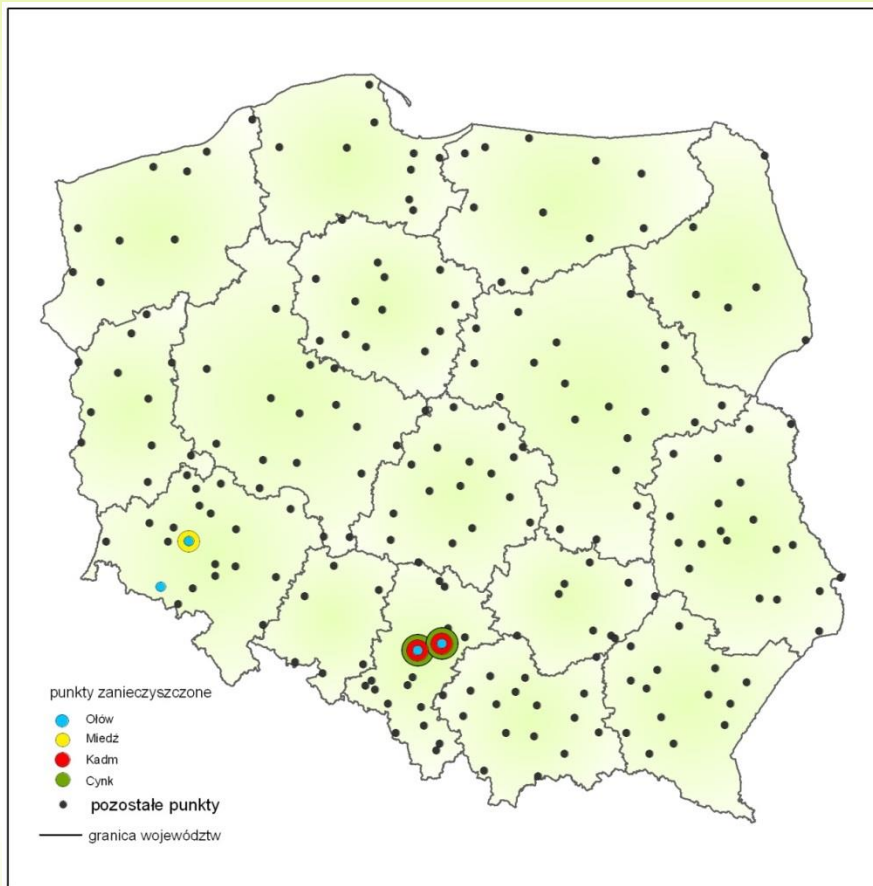 punkty zanieczyszczone
Ołów
Miedź
Kadm
Cynk
pozostałe punkty
granica województw